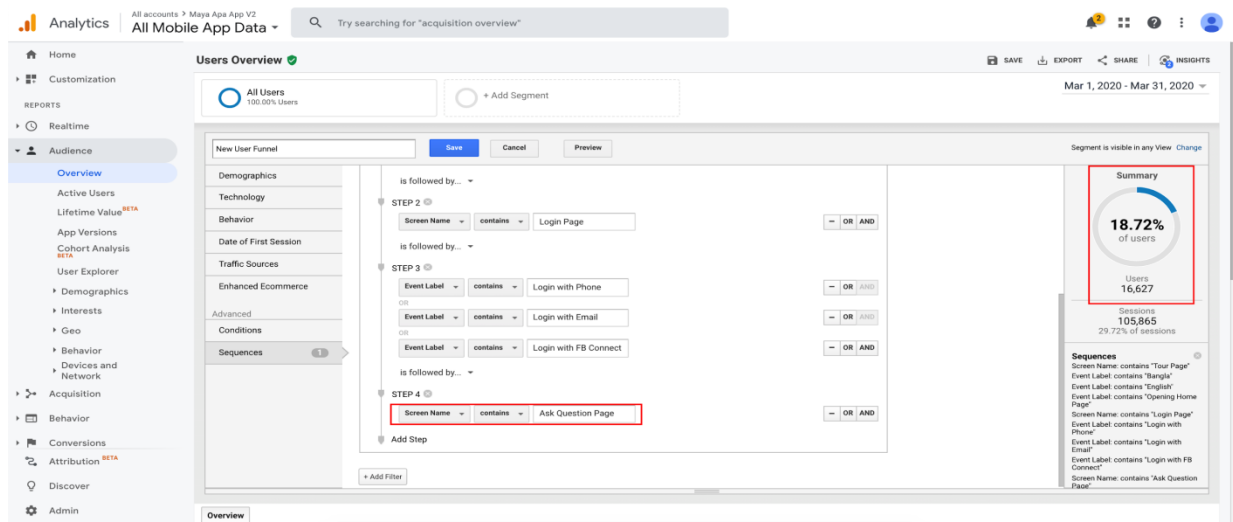 All accounts > Maya Apa App V2
Analytics
All Mobile App Data
Try searching for "acquisition overview"
2
Home
Customization
REPORTS
Realtime
Audience
Overview
Active Users
Lifetime Value BETA
App Versions
Cohort Analysis
BETA
User Explorer
Demographics
Interests
Geo
Behavior
Devices and
Network
Acquisition
Behavior
Conversions
Attribution BETA
Discover
Admin
Users Overview
SAVE
EXPORT
SHARE
INSIGHTS
All Users
100.00% Users
+ Add Segment
Mar 1, 2020 - Mar 31, 2020
New User Funnel
Save
Cancel
Preview
Segment is visible in any View Change
Demographics
Technology
Behavior
Date of First Session
Traffic Sources
Enhanced Ecommerce
Advanced
Conditions
Sequences 1
is followed by...
STEP 2
Screen Name contains Login Page – OR AND
is followed by...
STEP 3
Event Label contains Login with Phone – OR AND
OR
Event Label contains Login with Email – OR AND
OR
Event Label contains Login with FB Connect – OR AND
is followed by...
STEP 4
Screen Name contains Ask Question Page – OR AND
Add Step
+ Add Filter
Summary
18.72%
of users
Users
16,627
Sessions
105,865
29.72% of sessions
Sequences
Screen Name: contains "Tour Page"
Event Label: contains "Bangla"
Event Label: contains "English"
Event Label: contains "Opening Home
Page"
Screen Name: contains "Login Page"
Event Label: contains "Login with
Phone"
Event Label: contains "Login with
Email"
Event Label: contains "Login with FB
Connect"
Screen Name: contains "Ask Question
Page"
Overview